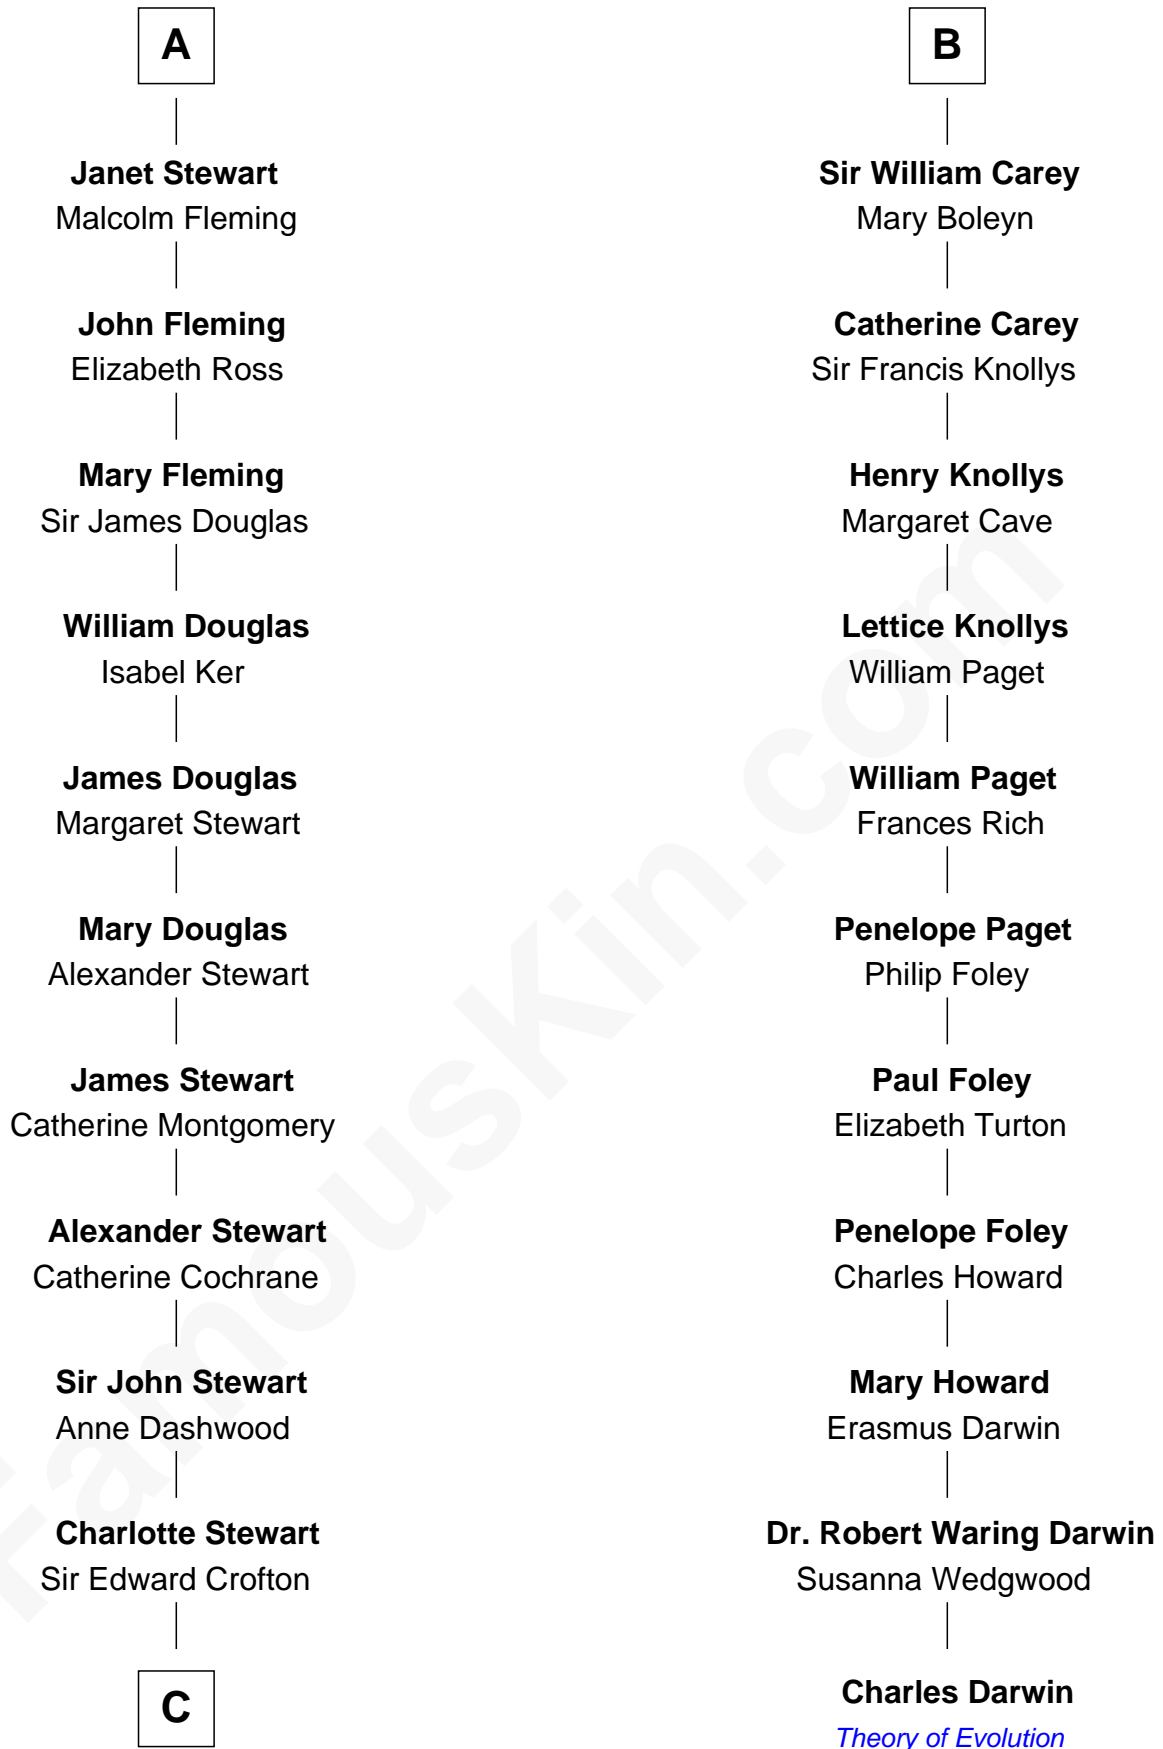 A
Janet Stewart
Malcolm Fleming
John Fleming
Elizabeth Ross
Mary Fleming
Sir James Douglas
William Douglas
Isabel Ker
James Douglas
Margaret Stewart
Mary Douglas
Alexander Stewart
James Stewart
Catherine Montgomery
Alexander Stewart
Catherine Cochrane
Sir John Stewart
Anne Dashwood
Charlotte Stewart
Sir Edward Crofton
C
B
Sir William Carey
Mary Boleyn
Catherine Carey
Sir Francis Knollys
Henry Knollys
Margaret Cave
Lettice Knollys
William Paget
William Paget
Frances Rich
Penelope Paget
Philip Foley
Paul Foley
Elizabeth Turton
Penelope Foley
Charles Howard
Mary Howard
Erasmus Darwin
Dr. Robert Waring Darwin
Susanna Wedgwood
Charles Darwin
Theory of Evolution
FamousKin.com